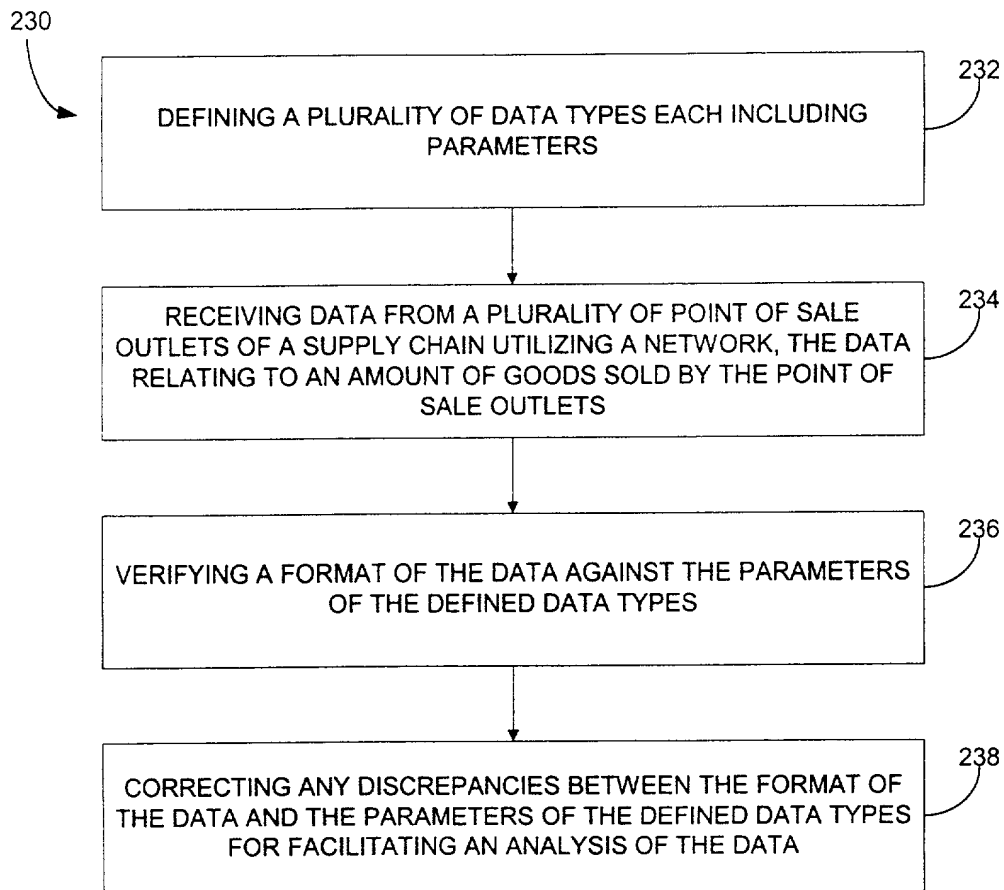 230
232
DEFINING A PLURALITY OF DATA TYPES EACH INCLUDING
PARAMETERS
234
RECEIVING DATA FROM A PLURALITY OF POINT OF SALE
OUTLETS OF A SUPPLY CHAIN UTILIZING A NETWORK, THE DATA
RELATING TO AN AMOUNT OF GOODS SOLD BY THE POINT OF
SALE OUTLETS
236
VERIFYING A FORMAT OF THE DATA AGAINST THE PARAMETERS
OF THE DEFINED DATA TYPES
238
CORRECTING ANY DISCREPANCIES BETWEEN THE FORMAT OF
THE DATA AND THE PARAMETERS OF THE DEFINED DATA TYPES
FOR FACILITATING AN ANALYSIS OF THE DATA